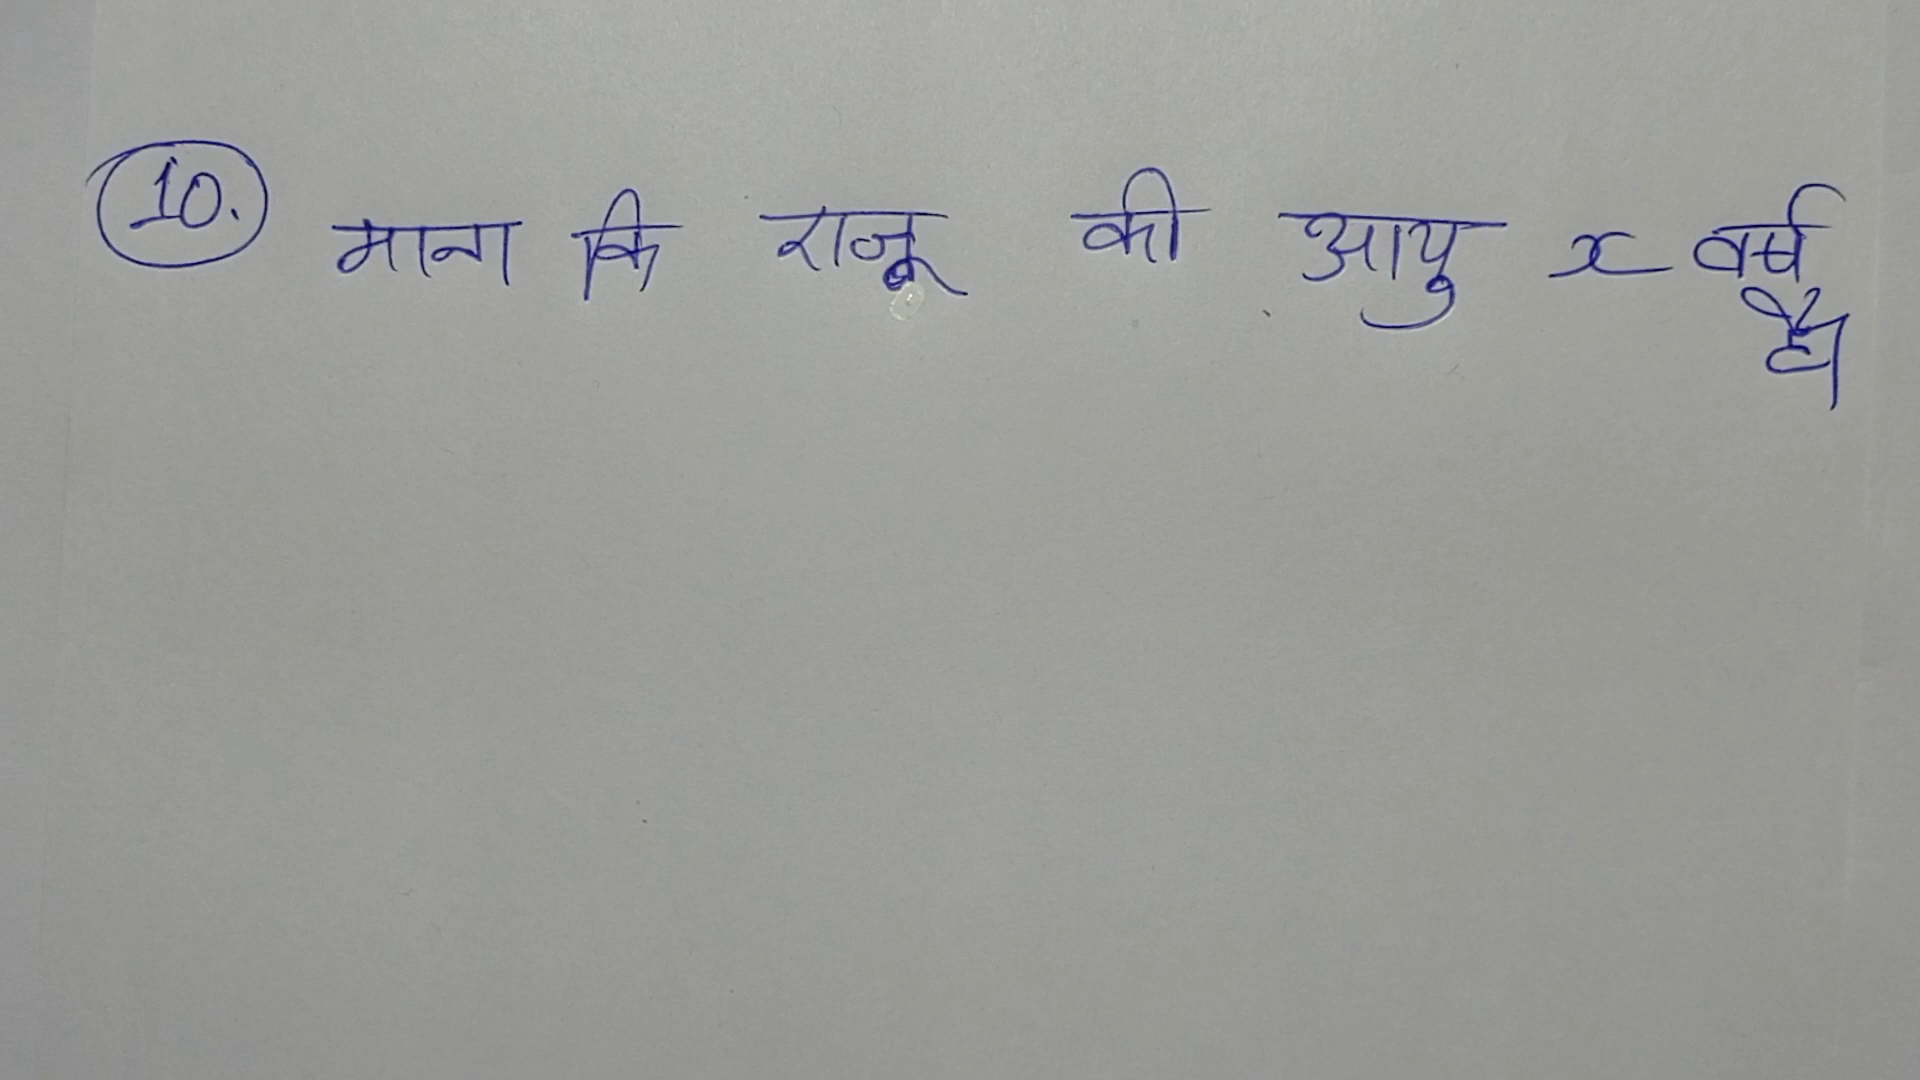 10. माना कि राजू की आयु x वर्ष
है।